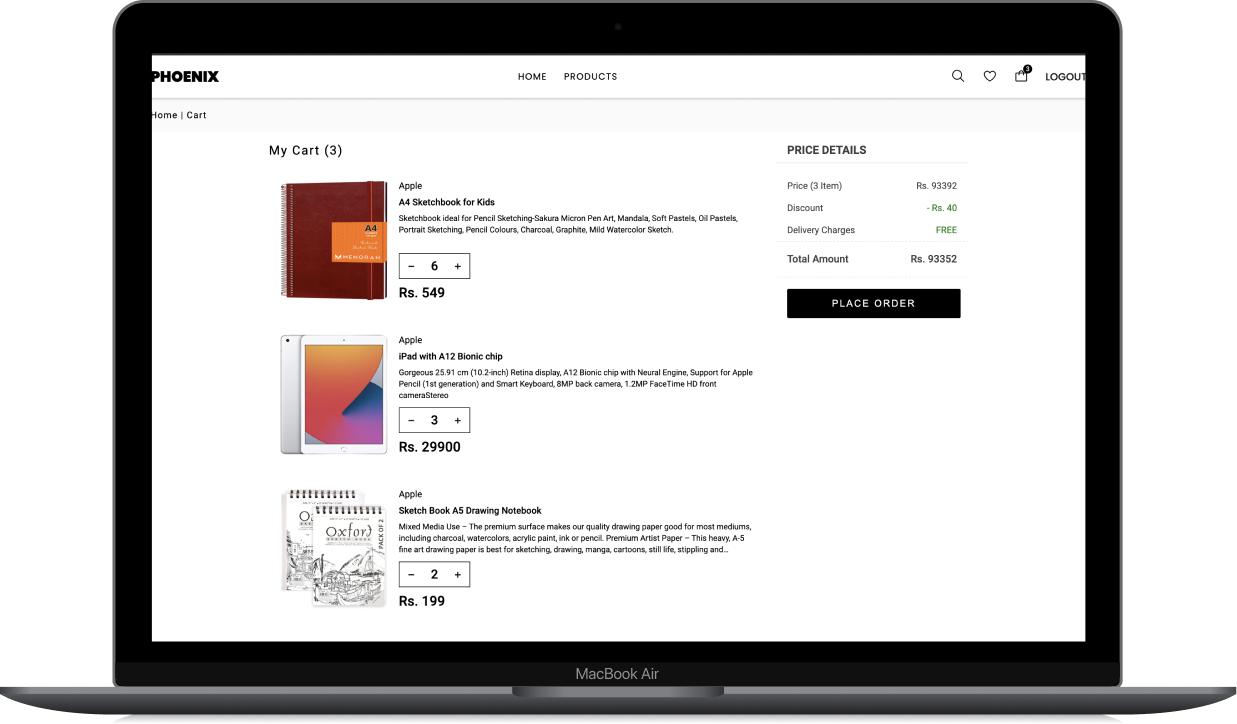 PHOENIX
HOME PRODUCTS
3
LOGOUT
Home | Cart
My Cart (3)
Apple
A4 Sketchbook for Kids
Sketchbook ideal for Pencil Sketching-Sakura Micron Pen Art, Mandala, Soft Pastels, Oil Pastels,
Portrait Sketching, Pencil Colours, Charcoal, Graphite, Mild Watercolor Sketch.
A4
MENORAH
− 6 +
Rs. 549
Apple
iPad with A12 Bionic chip
Gorgeous 25.91 cm (10.2-inch) Retina display, A12 Bionic chip with Neural Engine, Support for Apple
Pencil (1st generation) and Smart Keyboard, 8MP back camera, 1.2MP FaceTime HD front
cameraStereo
− 3 +
Rs. 29900
Apple
Sketch Book A5 Drawing Notebook
Mixed Media Use – The premium surface makes our quality drawing paper good for most mediums,
including charcoal, watercolors, acrylic paint, ink or pencil. Premium Artist Paper – This heavy, A-5
fine art drawing paper is best for sketching, drawing, manga, cartoons, still life, stippling and...
Oxford
SKETCH BOOK
PACK OF 2
− 2 +
Rs. 199
PRICE DETAILS
Price (3 Item) Rs. 93392
Discount - Rs. 40
Delivery Charges FREE
Total Amount Rs. 93352
PLACE ORDER
MacBook Air